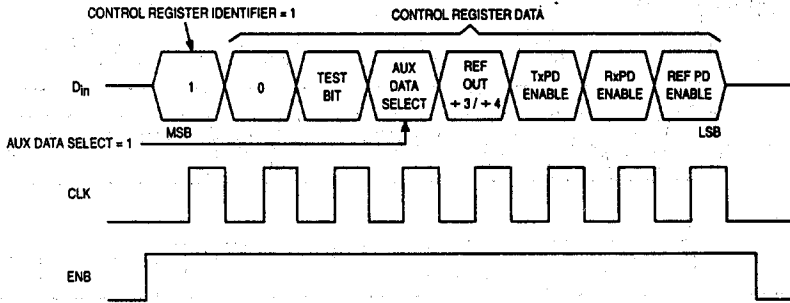 CONTROL REGISTER IDENTIFIER = 1
CONTROL REGISTER DATA
Din
1
0
TEST
BIT
AUX
DATA
SELECT
REF
OUT
÷ 3 / ÷ 4
TxPD
ENABLE
RxPD
ENABLE
REF PD
ENABLE
MSB
LSB
AUX DATA SELECT = 1
CLK
ENB